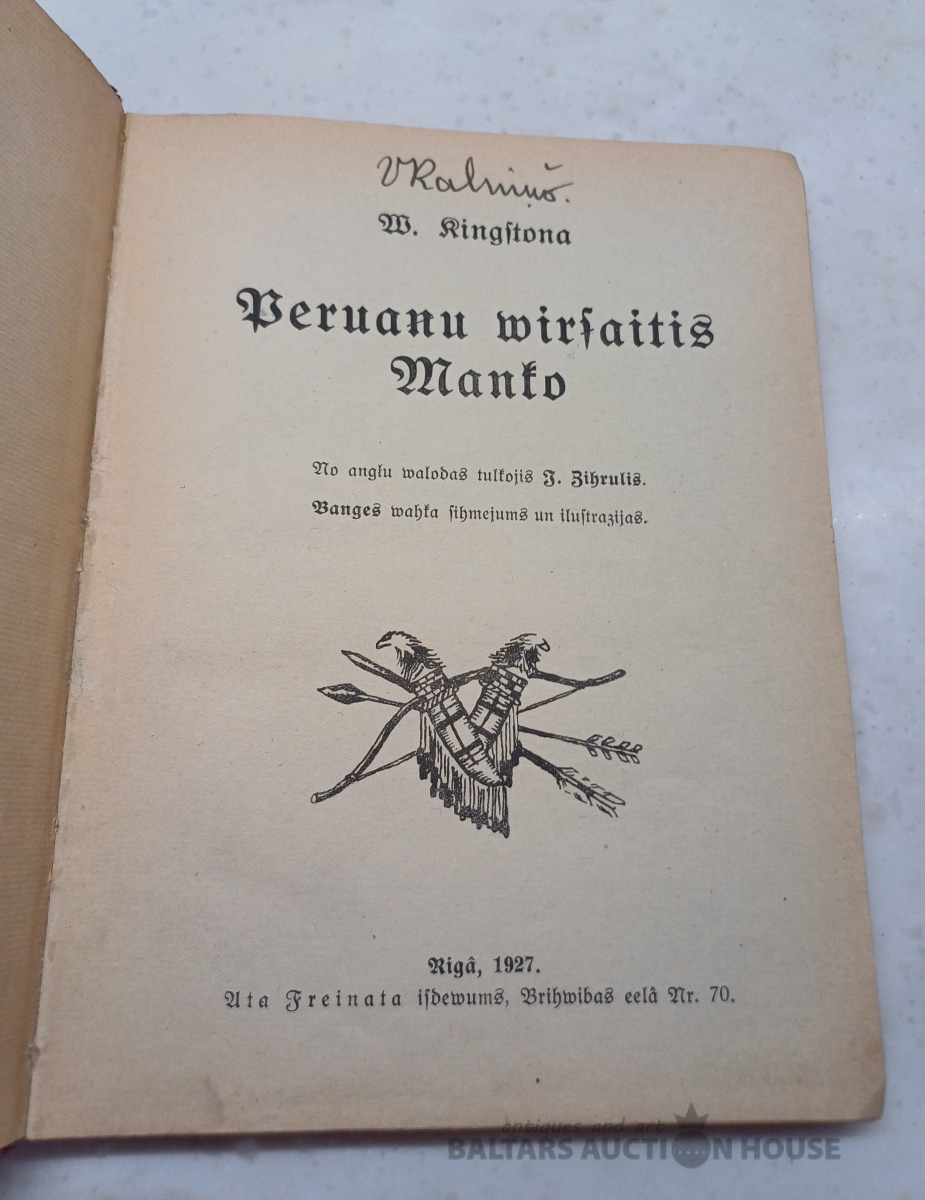 VKalniņš.
W. Kingſtona
Peruanu wirſaitis
Manko
No anglu walodas tulkojis J. Zihrulis.
Banges wahka ſihmejums un iluſtrazijas.
Rigâ, 1927.
Ata Freinata iſdewums, Brihwibas eelâ Nr. 70.
antiques and art
BALTARS AUCTION HOUSE